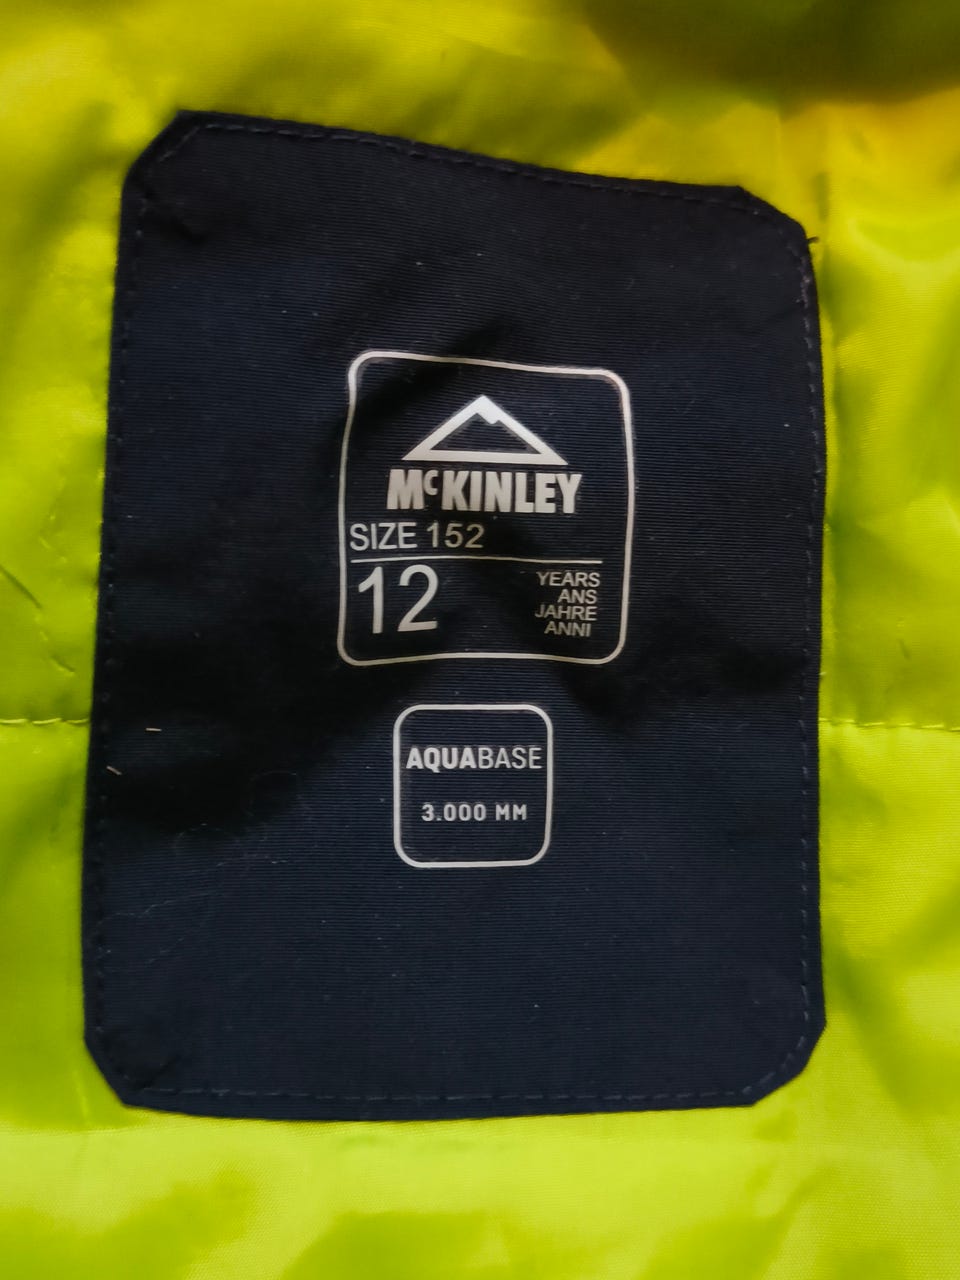 McKINLEY
SIZE 152
12
YEARS
ANS
JAHRE
ANNI
AQUABASE
3.000 MM